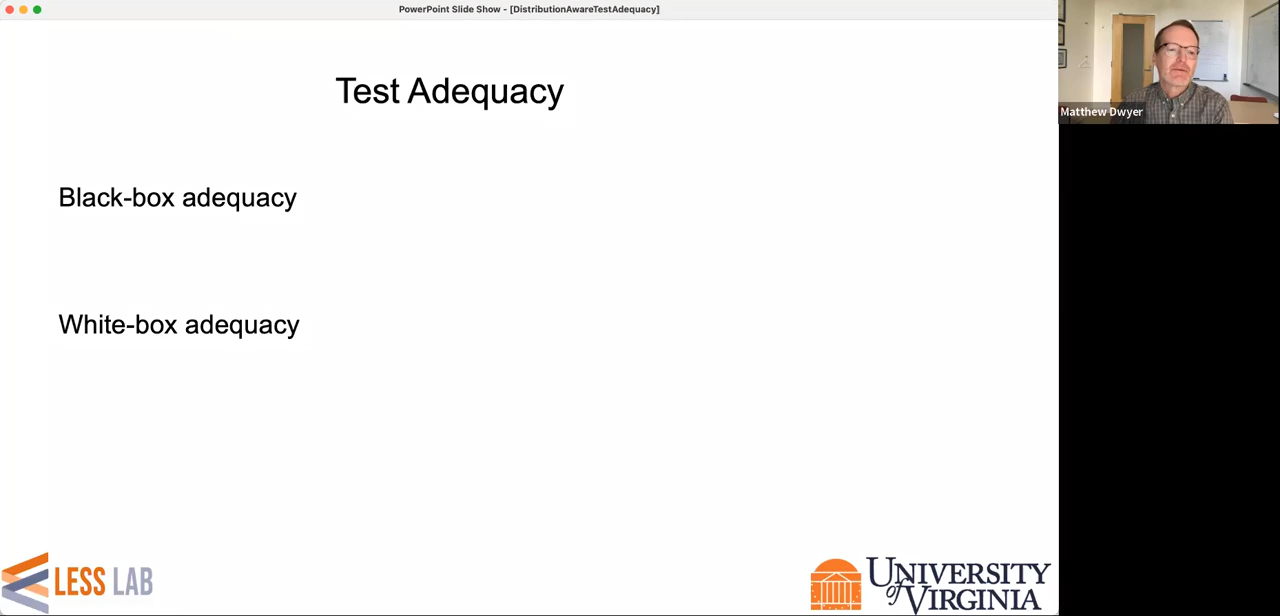 PowerPoint Slide Show - [DistributionAwareTestAdequacy]
Test Adequacy
Matthew Dwyer
Black-box adequacy
White-box adequacy
LESS LAB
UNIVERSITY
of VIRGINIA